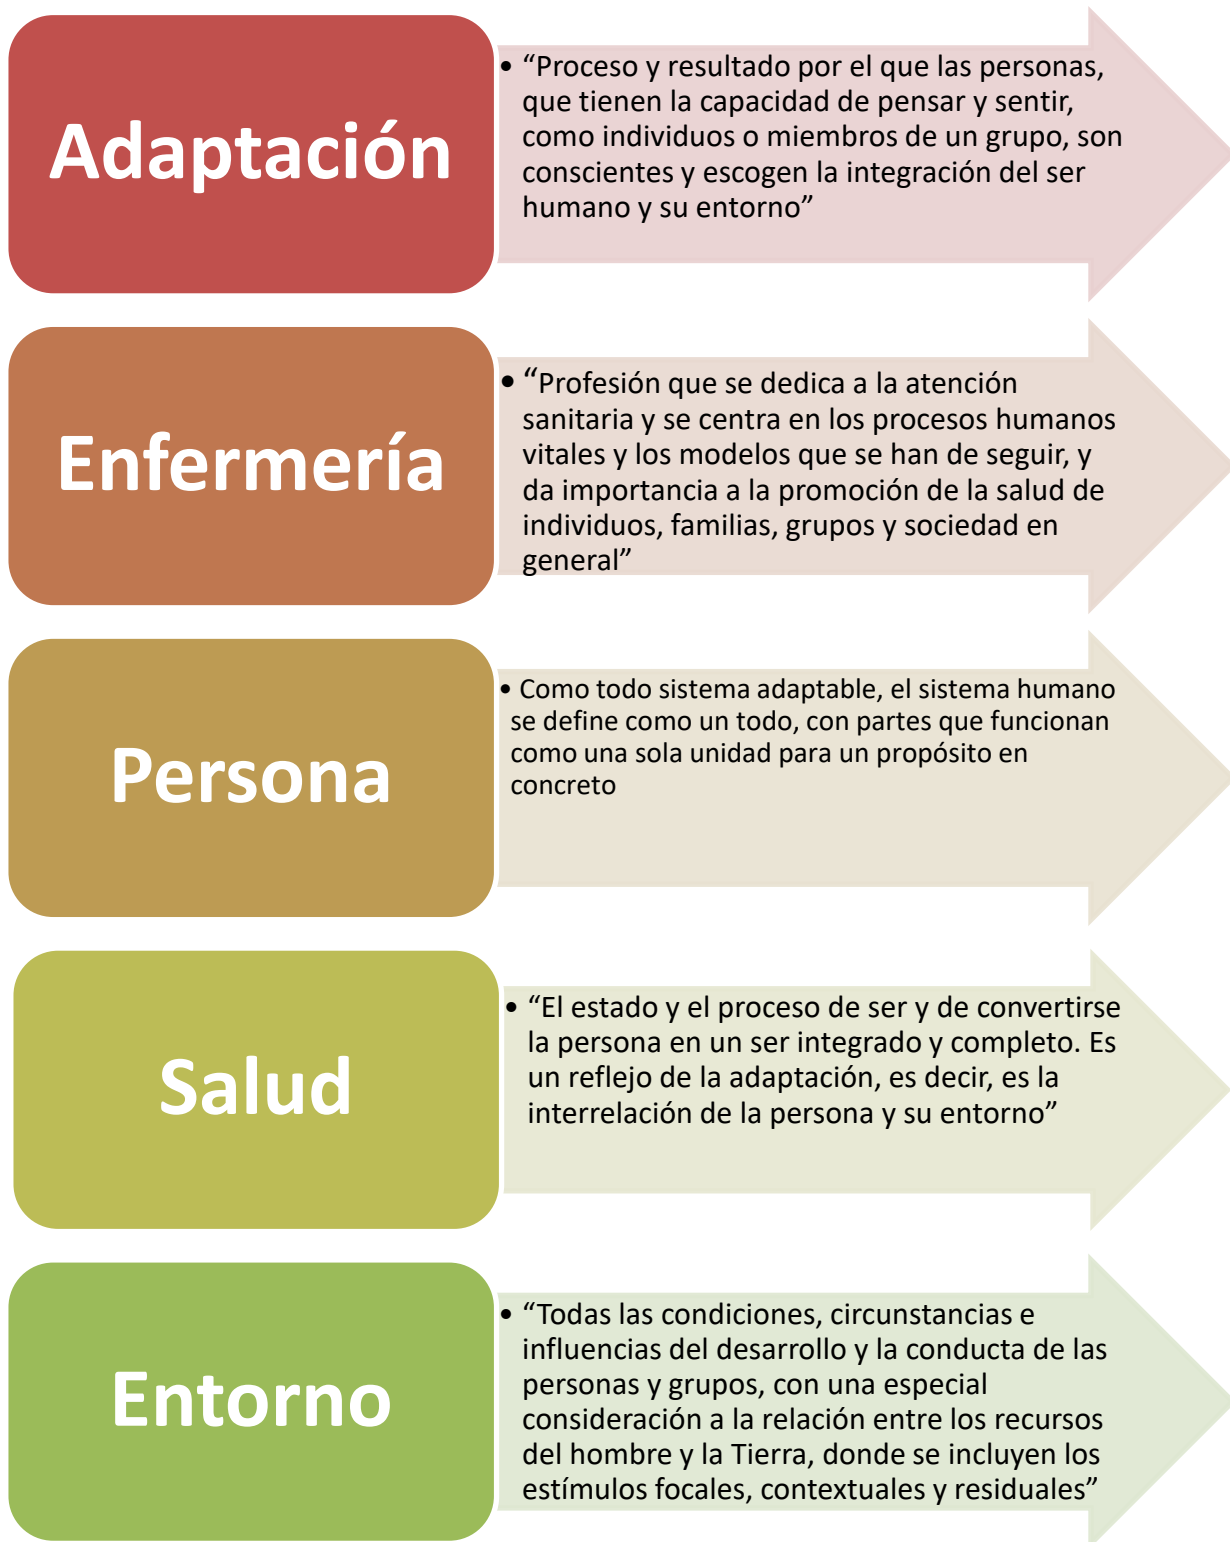 Adaptación
• “Proceso y resultado por el que las personas,
que tienen la capacidad de pensar y sentir,
como individuos o miembros de un grupo, son
conscientes y escogen la integración del ser
humano y su entorno”
Enfermería
• “Profesión que se dedica a la atención
sanitaria y se centra en los procesos humanos
vitales y los modelos que se han de seguir, y
da importancia a la promoción de la salud de
individuos, familias, grupos y sociedad en
general”
Persona
• Como todo sistema adaptable, el sistema humano
se define como un todo, con partes que funcionan
como una sola unidad para un propósito en
concreto
Salud
• “El estado y el proceso de ser y de convertirse
la persona en un ser integrado y completo. Es
un reflejo de la adaptación, es decir, es la
interrelación de la persona y su entorno”
Entorno
• “Todas las condiciones, circunstancias e
influencias del desarrollo y la conducta de las
personas y grupos, con una especial
consideración a la relación entre los recursos
del hombre y la Tierra, donde se incluyen los
estímulos focales, contextuales y residuales”